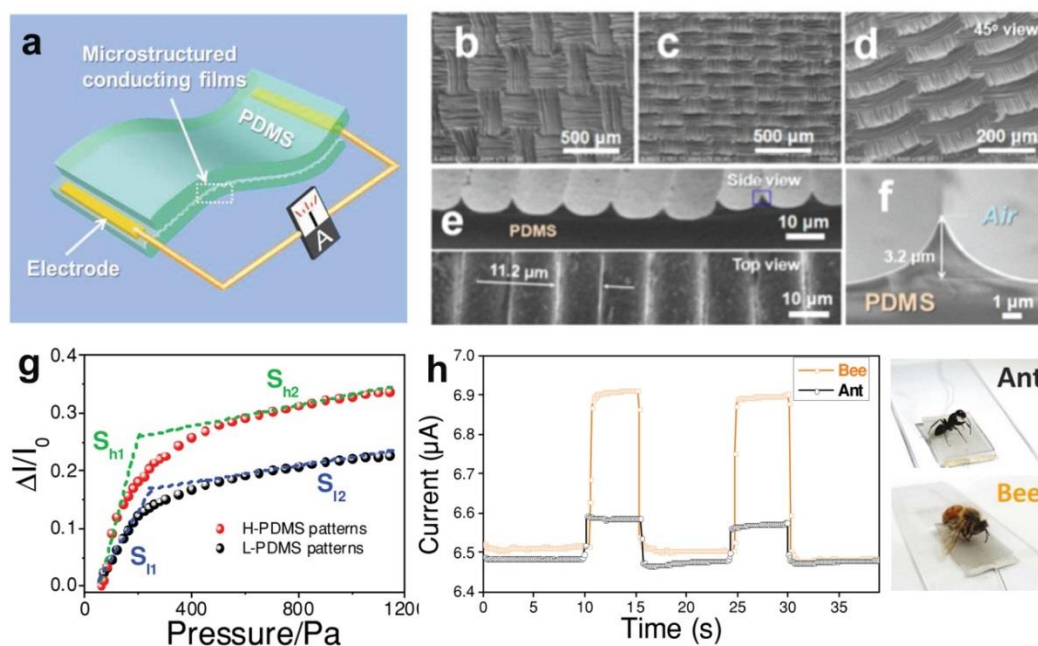 a
Microstructured
conducting films
PDMS
Electrode
A
b
500 µm
c
500 µm
d
45° view
200 µm
Side view
e
PDMS
10 µm
11.2 µm
Top view
10 µm
f
Air
3.2 µm
PDMS
1 µm
g
0.4
0.3
0.2
0.1
0.0
ΔI/I0
Sh1
Sh2
Sl1
Sl2
H-PDMS patterns
L-PDMS patterns
0 400 800 1200
Pressure/Pa
h
7.0
6.9
6.8
6.7
6.6
6.5
6.4
Current (µA)
Bee
Ant
0 5 10 15 20 25 30 35
Time (s)
Ant
Bee